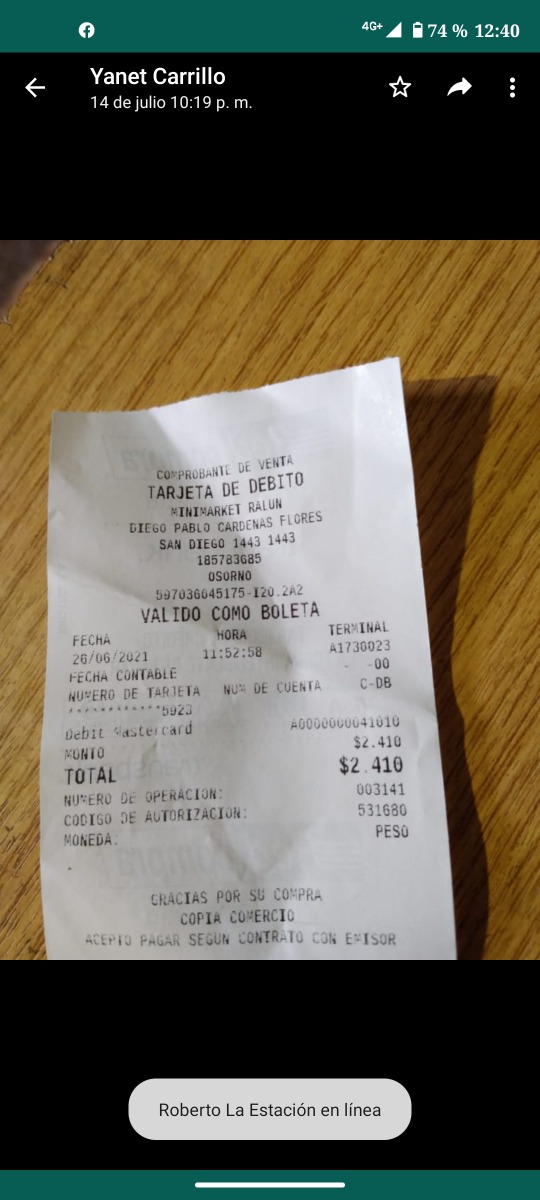 4G+ 74 % 12:40
Yanet Carrillo
14 de julio 10:19 p. m.
COMPROBANTE DE VENTA
TARJETA DE DEBITO
MINIMARKET RALUN
DIEGO PABLO CARDENAS FLORES
SAN DIEGO 1443 1443
185783685
OSORNO
597036045175-I20.2A2
VALIDO COMO BOLETA
FECHA HORA TERMINAL
26/06/2021 11:52:58 A1730023
FECHA CONTABLE - -00
NUMERO DE TARJETA NUM DE CUENTA C-DB
************5923
Debit Mastercard A0000000041010
MONTO $2.410
TOTAL $2.410
NUMERO DE OPERACION: 003141
CODIGO DE AUTORIZACION: 531680
MONEDA: PESO
GRACIAS POR SU COMPRA
COPIA COMERCIO
ACEPTO PAGAR SEGUN CONTRATO CON EMISOR
Roberto La Estación en línea